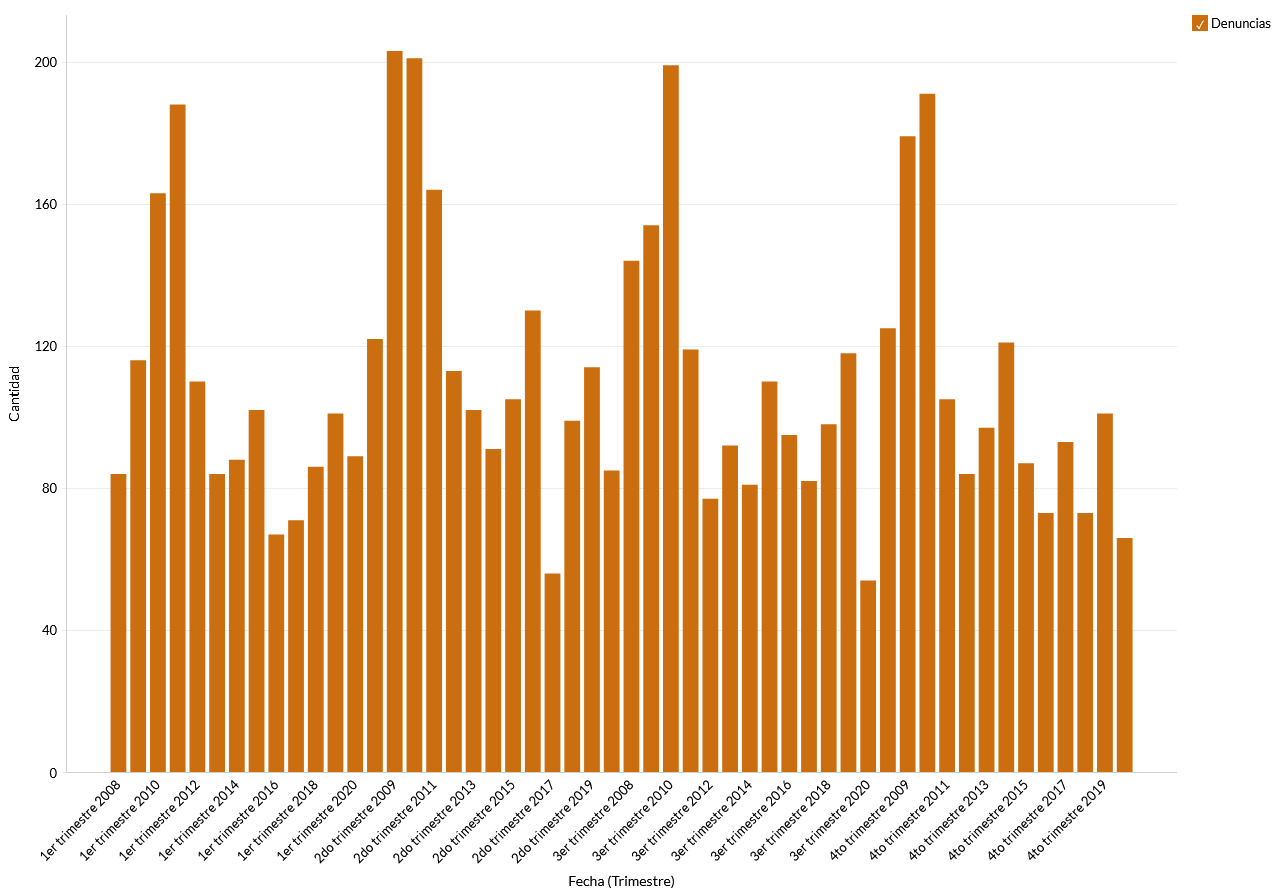 Denuncias
200
160
120
80
40
0
Cantidad
1er trimestre 2008
1er trimestre 2010
1er trimestre 2012
1er trimestre 2014
1er trimestre 2016
1er trimestre 2018
1er trimestre 2020
2do trimestre 2009
2do trimestre 2011
2do trimestre 2013
2do trimestre 2015
2do trimestre 2017
2do trimestre 2019
3er trimestre 2008
3er trimestre 2010
3er trimestre 2012
3er trimestre 2014
3er trimestre 2016
3er trimestre 2018
3er trimestre 2020
4to trimestre 2009
4to trimestre 2011
4to trimestre 2013
4to trimestre 2015
4to trimestre 2017
4to trimestre 2019
Fecha (Trimestre)